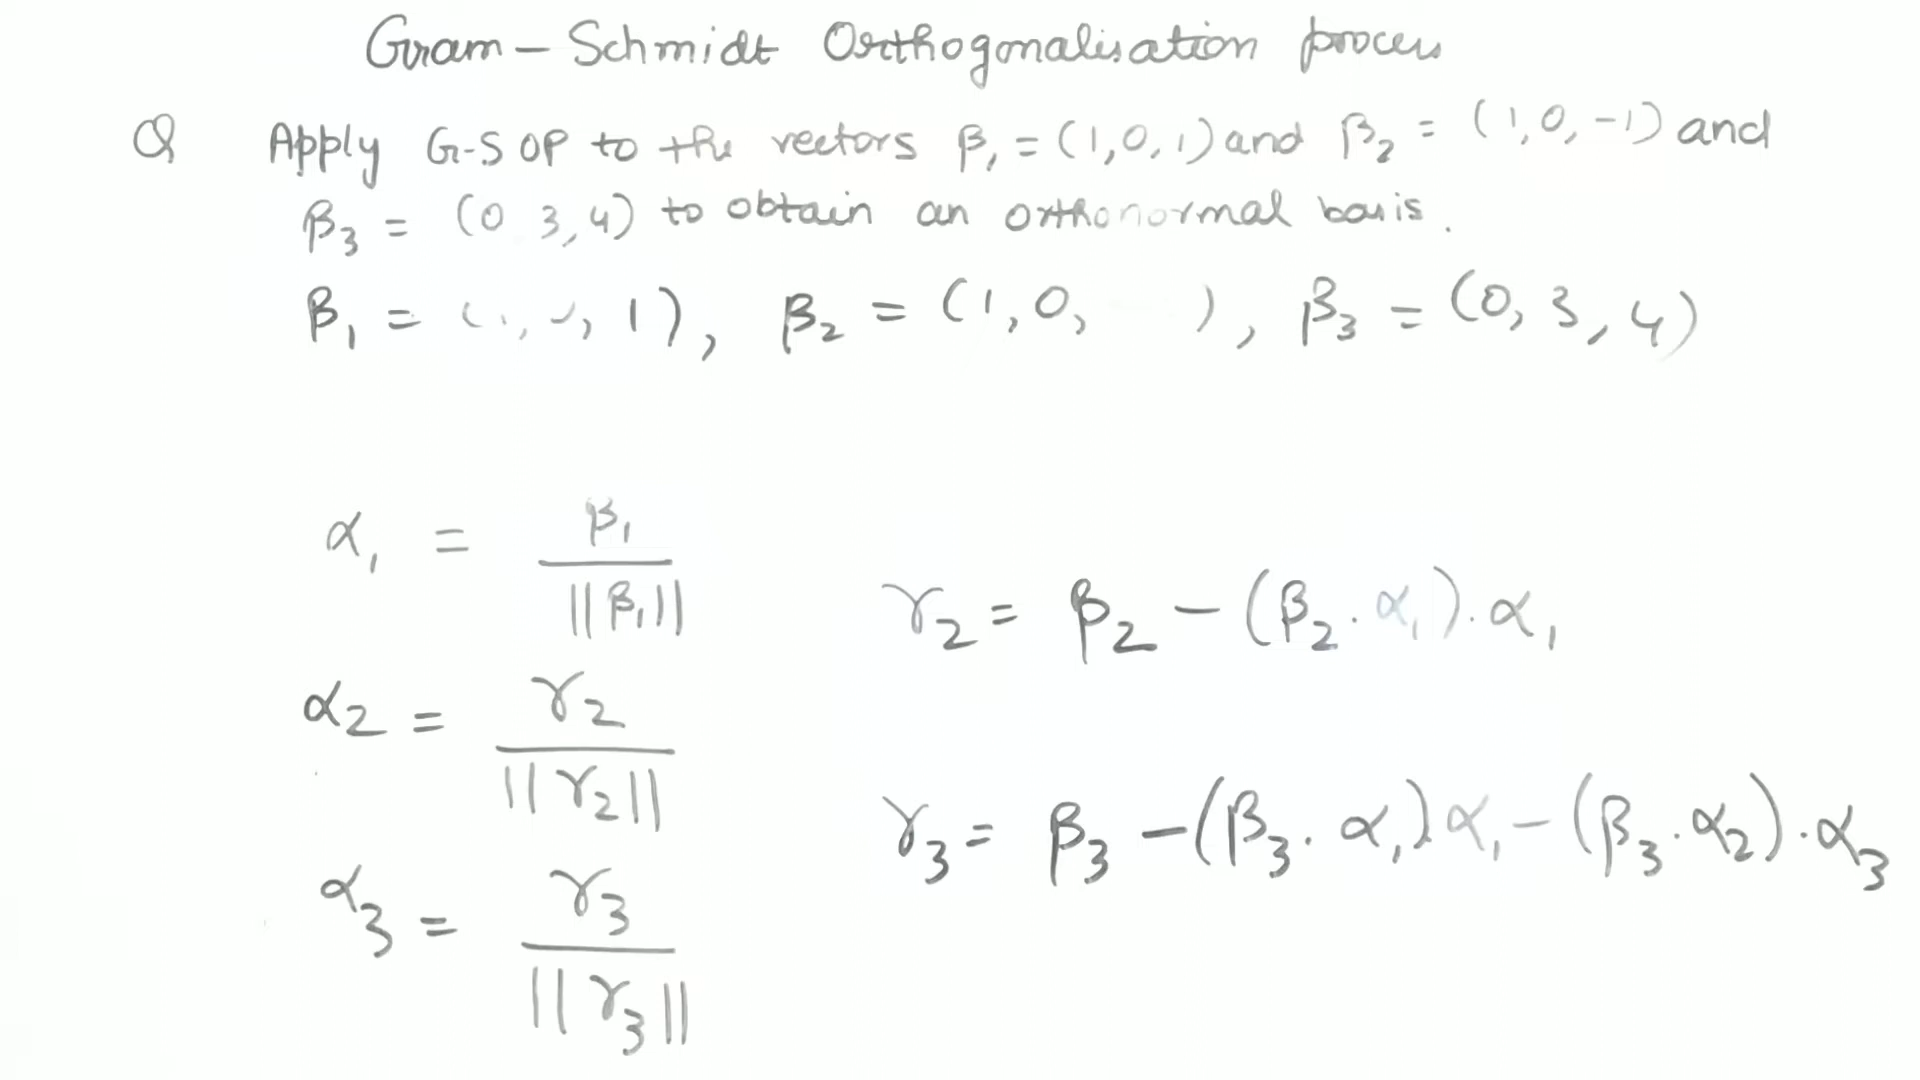 Gram - Schmidt Orthogonalisation process
Q Apply G-S OP to the vectors β₁ = (1,0,1) and β₂ = (1,0,-1) and
β₃ = (0 3,4) to obtain an orthonormal basis.
β₁ = ( , , 1), β₂ = (1,0, ), β₃ = (0,3,4)
α₁ = β₁ / ||β₁||
γ₂ = β₂ - (β₂.α₁).α₁
α₂ = γ₂ / ||γ₂||
γ₃ = β₃ - (β₃.α₁)α₁ - (β₃.α₂).α₃
α₃ = γ₃ / ||γ₃||